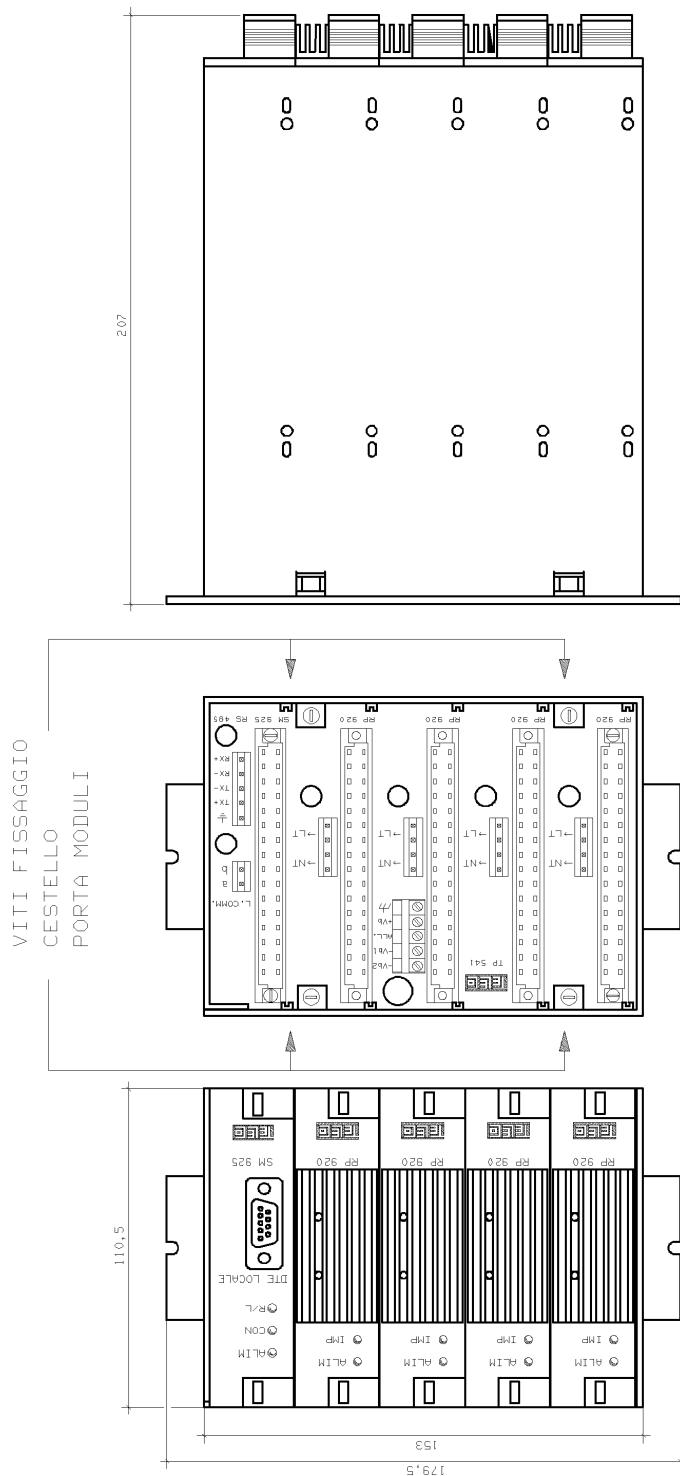 207
VITI FISSAGGIO
CESTELLO
PORTA MODULI
RS 485
SM 925
RP 920
RP 920
RP 920
RP 920
RX+
RX-
TX-
TX+
b
a
L.COMM.
→LT
→NT
→LT
→NT
→LT
→NT
→LT
→NT
+Vb
ALL.
-Vb1
-Vb2
TP 541
110,5
SM 925
RP 920
RP 920
RP 920
RP 920
DTE LOCALE
R/L
CON
ALIM
IMP
ALIM
IMP
ALIM
IMP
ALIM
IMP
ALIM
153
179,5